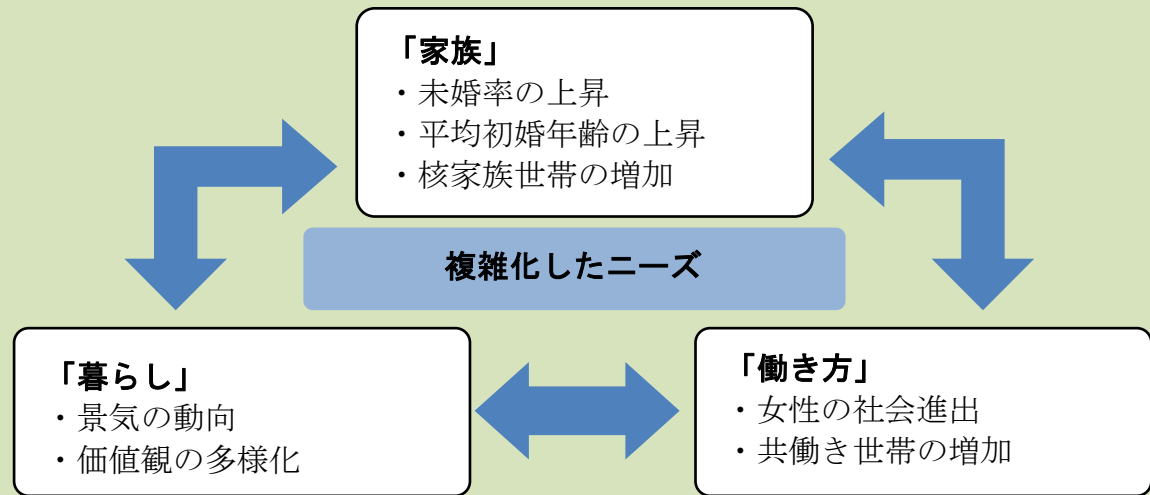 「家族」
・未婚率の上昇
・平均初婚年齢の上昇
・核家族世帯の増加
複雑化したニーズ
「暮らし」
・景気の動向
・価値観の多様化
「働き方」
・女性の社会進出
・共働き世帯の増加